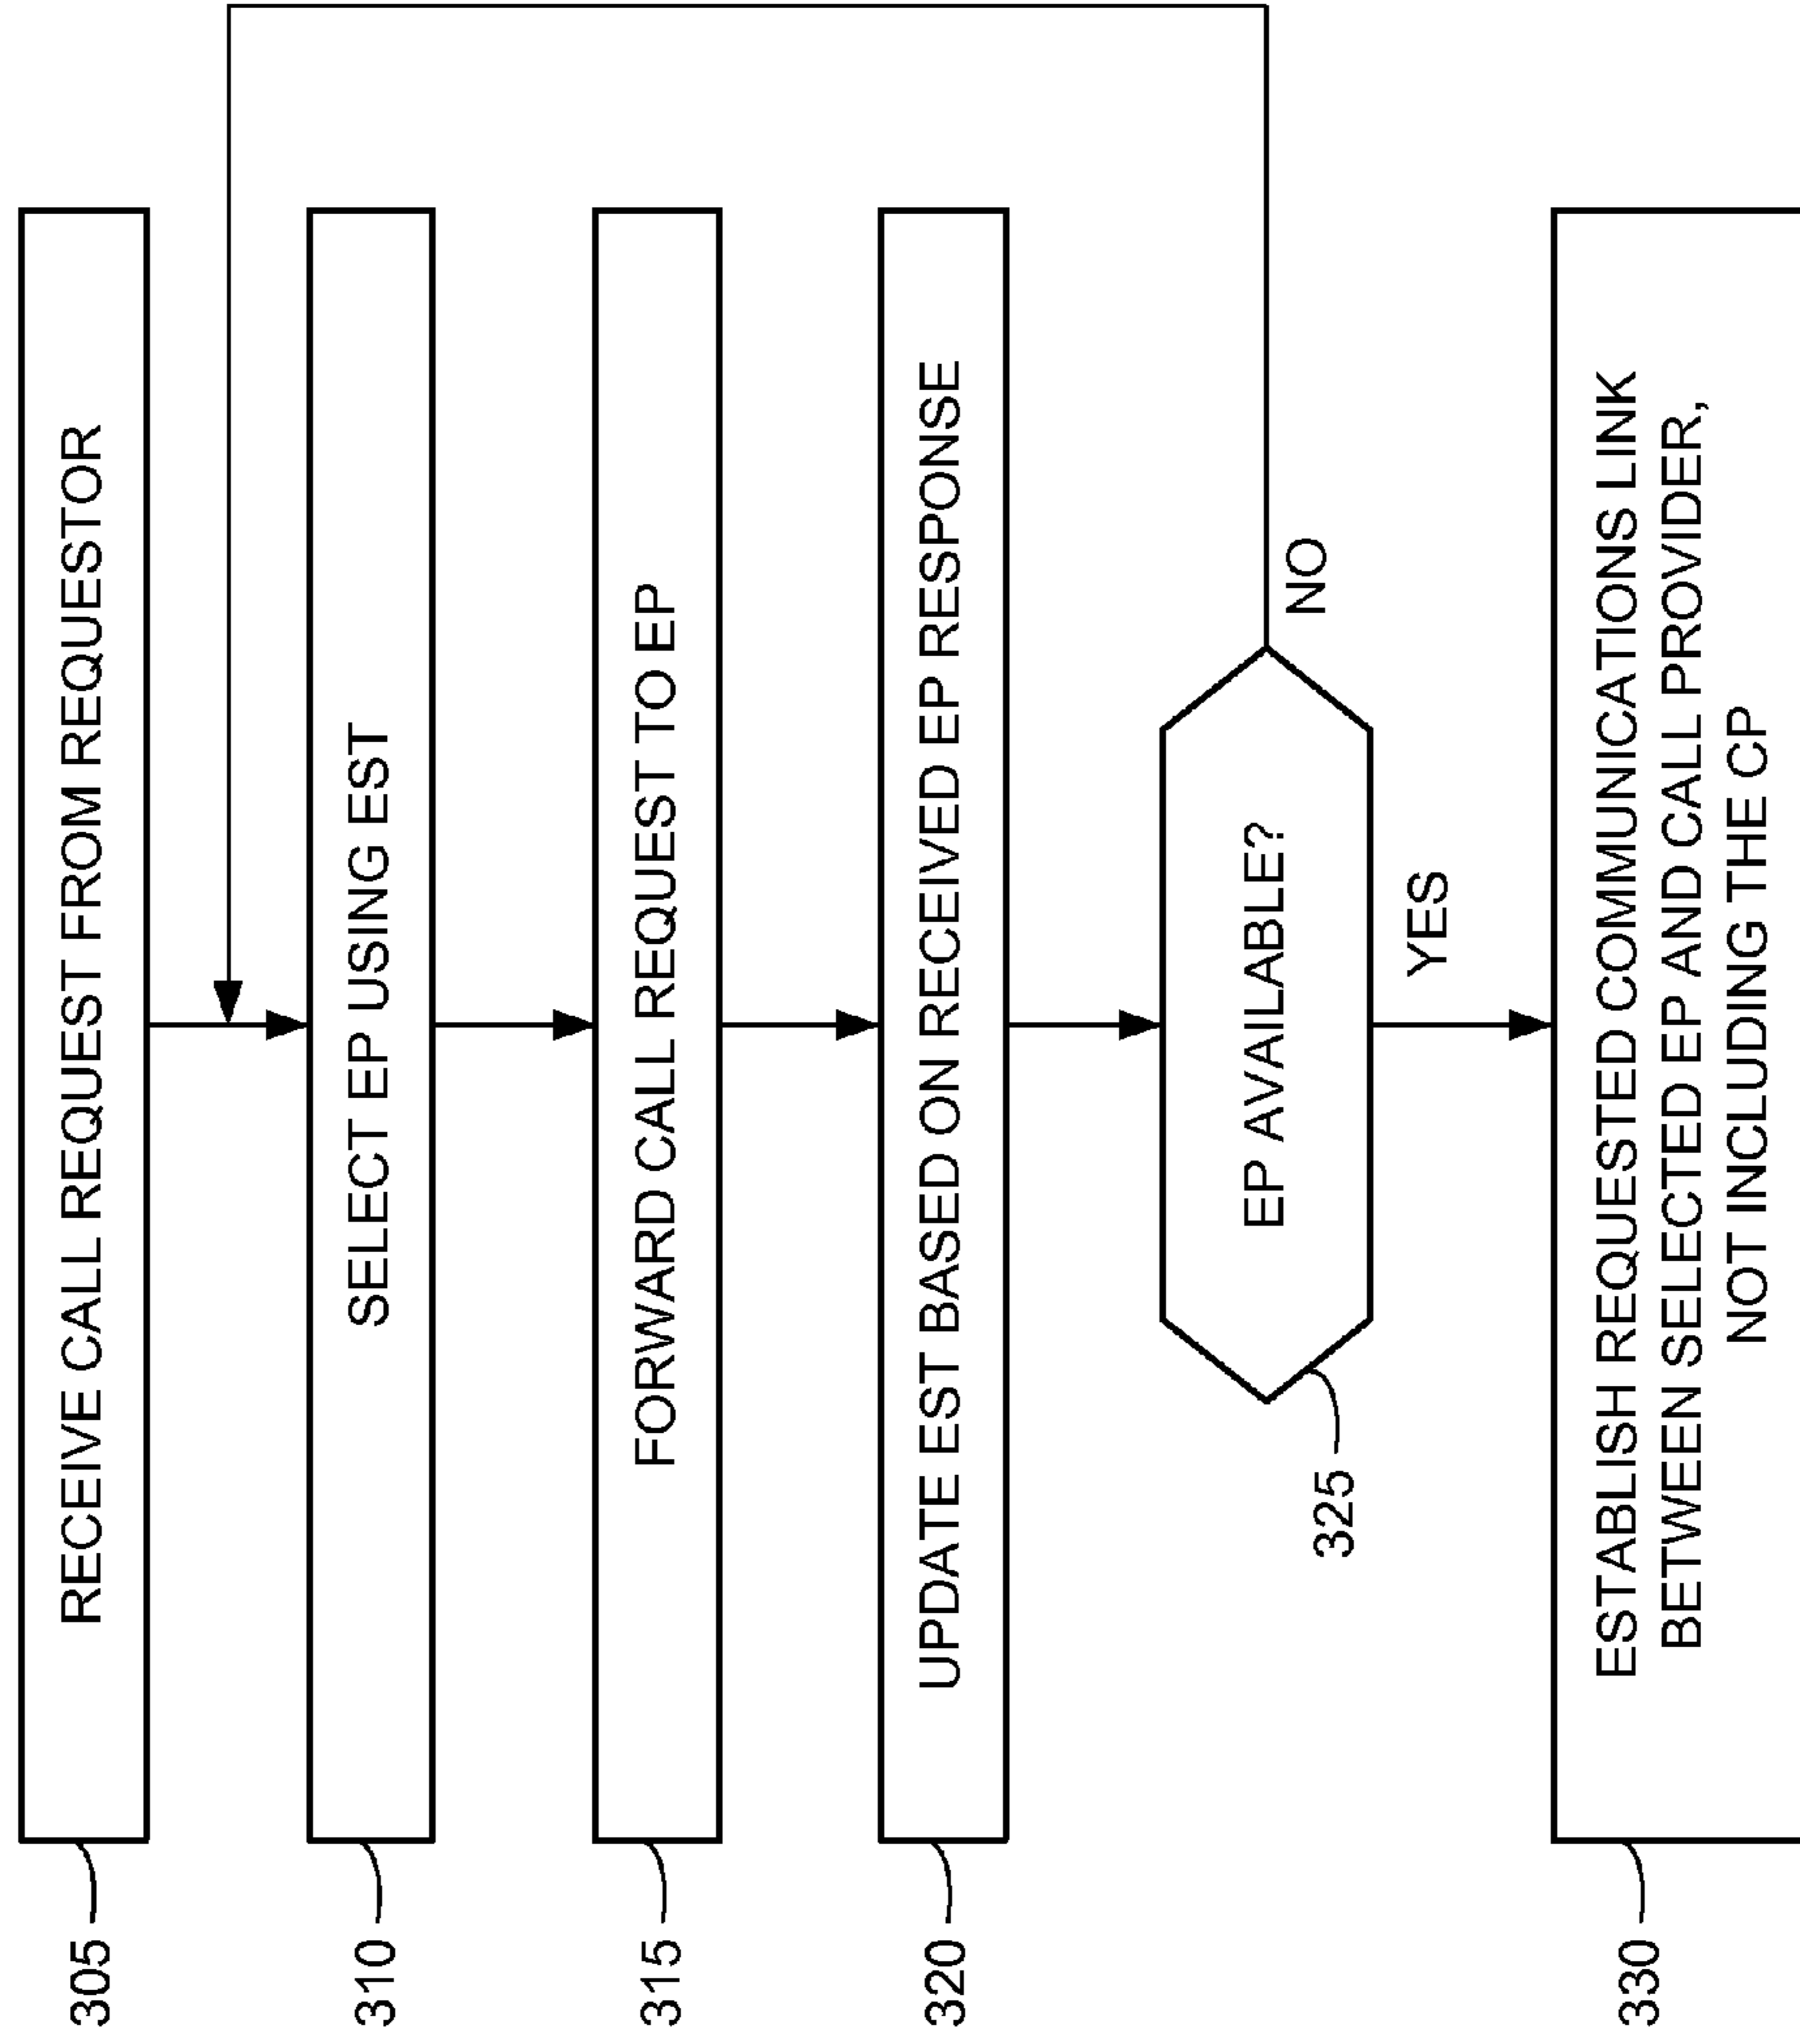 305
RECEIVE CALL REQUEST FROM REQUESTOR
310
SELECT EP USING EST
315
FORWARD CALL REQUEST TO EP
320
UPDATE EST BASED ON RECEIVED EP RESPONSE
325
EP AVAILABLE?
NO
YES
330
ESTABLISH REQUESTED COMMUNICATIONS LINK
BETWEEN SELECTED EP AND CALL PROVIDER,
NOT INCLUDING THE CP